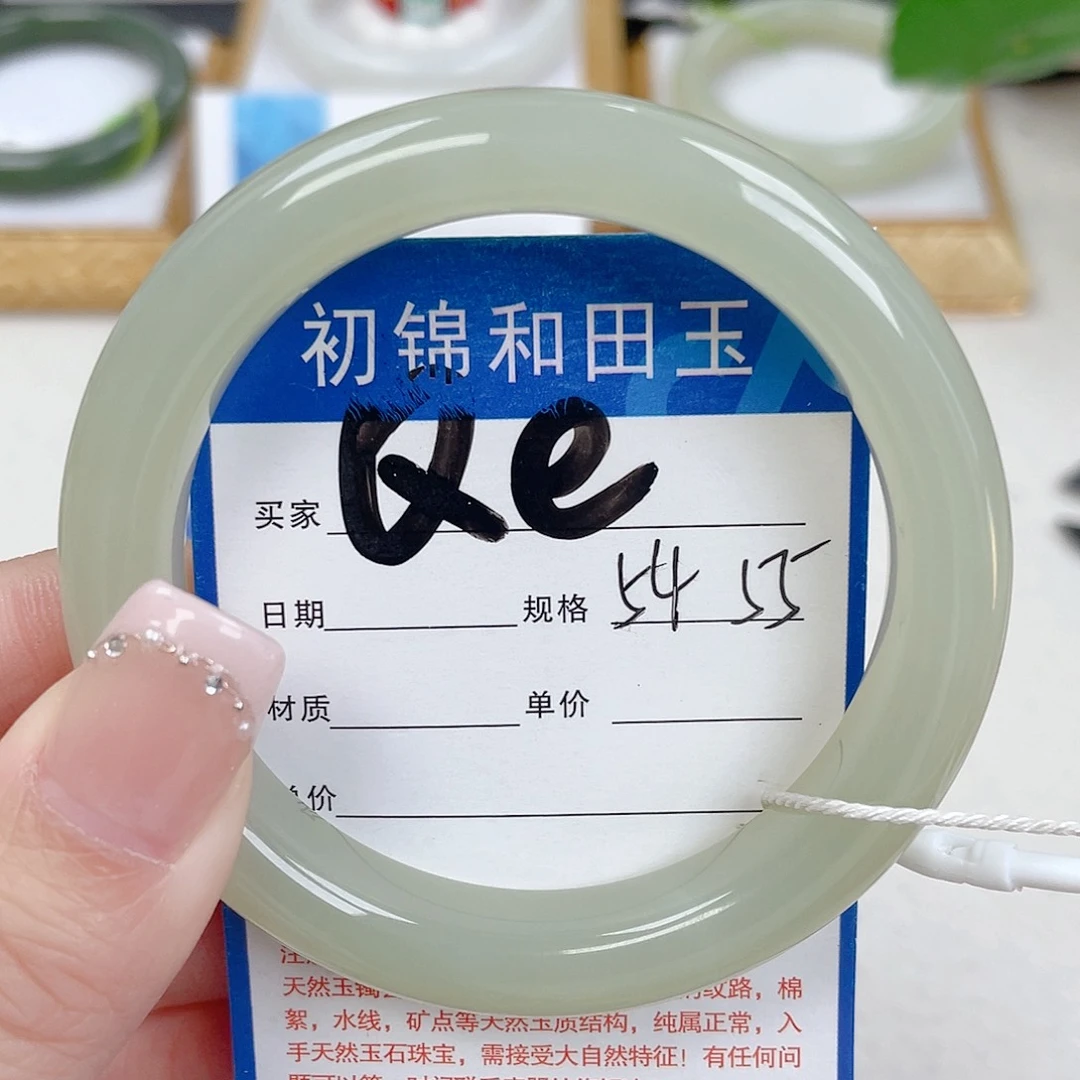 初锦和田玉
买家 Qe
日期 规格 54 55
材质 单价
价
天然玉镯 纹路，棉
絮，水线，矿点等天然玉质结构，纯属正常，入
手天然玉石珠宝，需接受大自然特征！有任何问